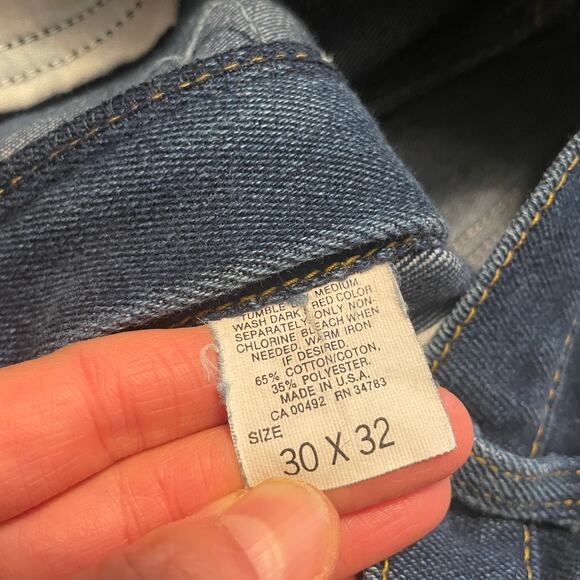 TUMBLE MEDIUM.
WASH DARK RED COLOR
SEPARATELY, ONLY NON-
CHLORINE BLEACH WHEN
NEEDED. WARM IRON
IF DESIRED.
65% COTTON/COTON,
35% POLYESTER.
MADE IN U.S.A.
CA 00492 RN 34783
SIZE
30 X 32